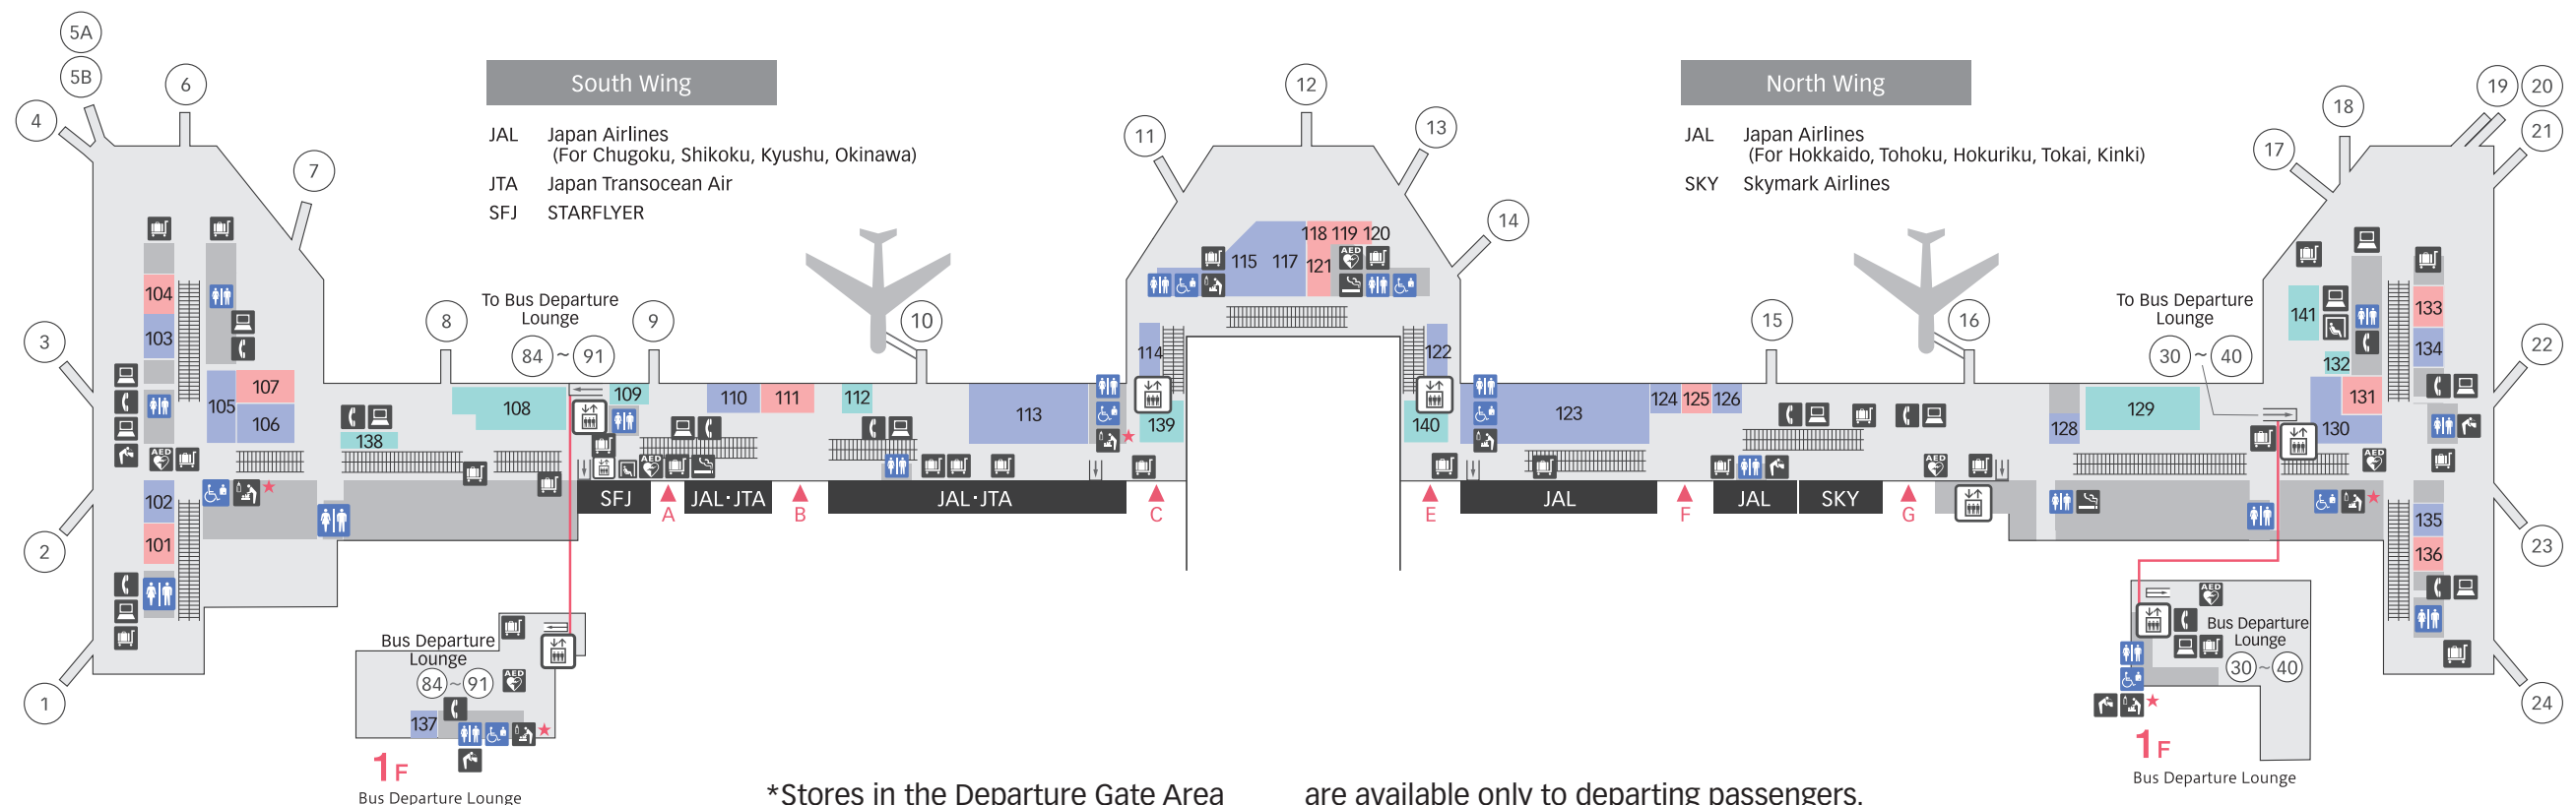 5A
5B
4
6
7
South Wing
JAL Japan Airlines
(For Chugoku, Shikoku, Kyushu, Okinawa)
JTA Japan Transocean Air
SFJ STARFLYER
12
11
13
14
North Wing
JAL Japan Airlines
(For Hokkaido, Tohoku, Hokuriku, Tokai, Kinki)
SKY Skymark Airlines
19 20
18
21
17
118 119 120
115 117 121
AED
104
103
107
105
106
3
8
To Bus Departure
Lounge
84 ~ 91
9
10
15
16
To Bus Departure
Lounge
30 ~ 40
141
133
134
132
131
130
22
108
138
109
110
111
112
113
114
139
122
140
123
124 125 126
128
129
AED
AED
AED
AED
102
101
2
SFJ
A
JAL・JTA
B
JAL・JTA
C
E
JAL
F
JAL
SKY
G
135
136
23
1
24
Bus Departure
Lounge
84 ~ 91
AED
137
1F
Bus Departure Lounge
AED
Bus Departure
Lounge
30 ~ 40
1F
Bus Departure Lounge
*Stores in the Departure Gate Area are available only to departing passengers.